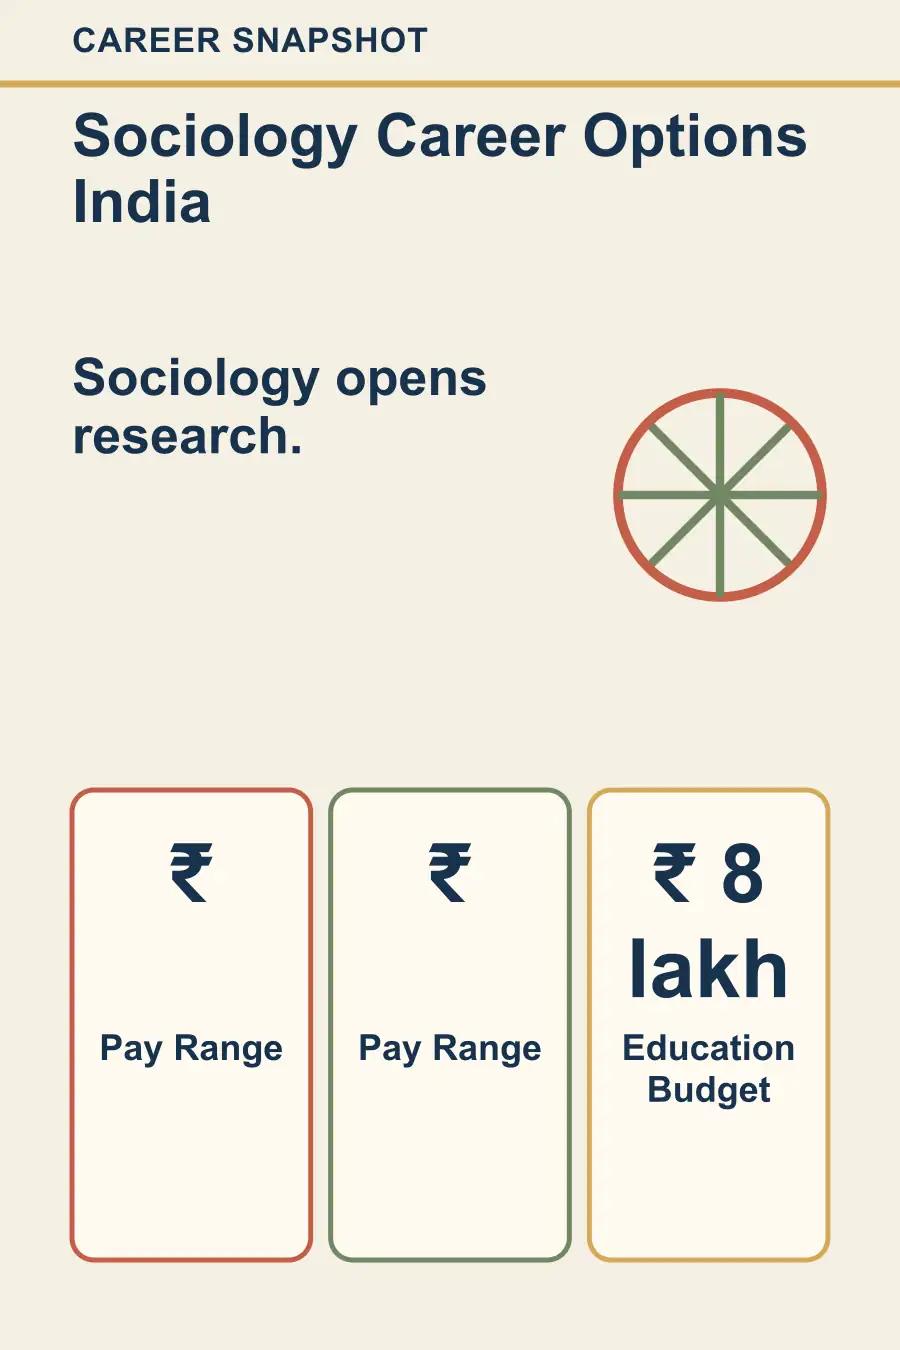 CAREER SNAPSHOT
Sociology Career Options
India
Sociology opens
research.
₹
Pay Range
₹
Pay Range
₹ 8
lakh
Education
Budget